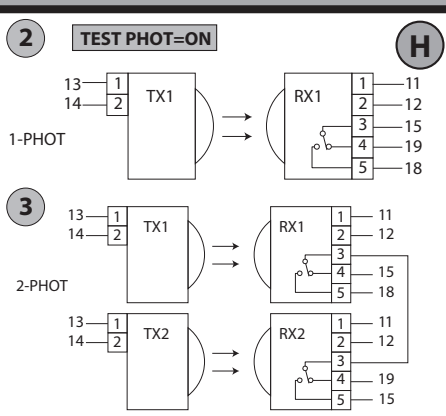 2 TEST PHOT=ON H
13 1 TX1 RX1 1 11
14 2 2 12
3 15
1-PHOT 4 19
5 18
3
13 1 TX1 RX1 1 11
14 2 2 12
3
2-PHOT 4 15
5 18
13 1 TX2 RX2 1 11
14 2 2 12
3
4 19
5 15